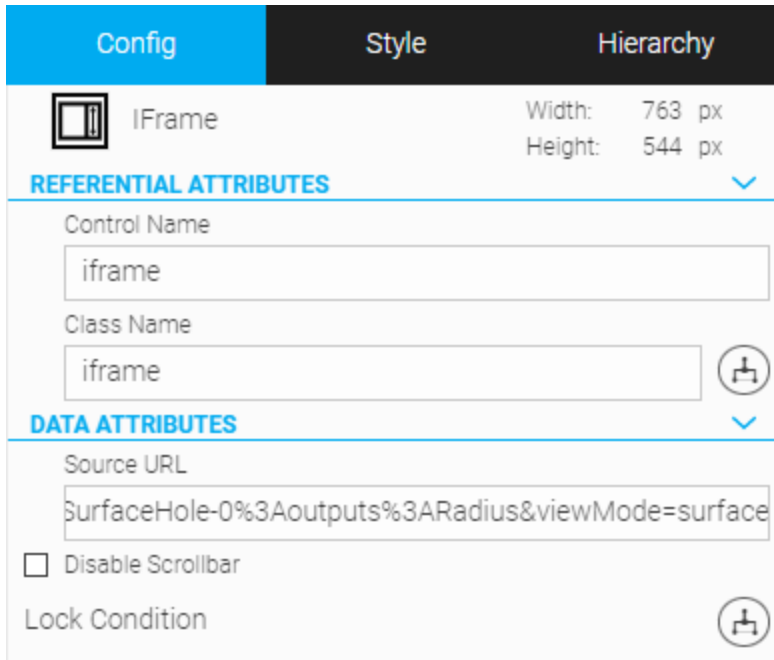 Config Style Hierarchy
IFrame Width: 763 px
Height: 544 px
REFERENTIAL ATTRIBUTES
Control Name
iframe
Class Name
iframe
DATA ATTRIBUTES
Source URL
SurfaceHole-0%3Aoutputs%3ARadius&viewMode=surface
Disable Scrollbar
Lock Condition